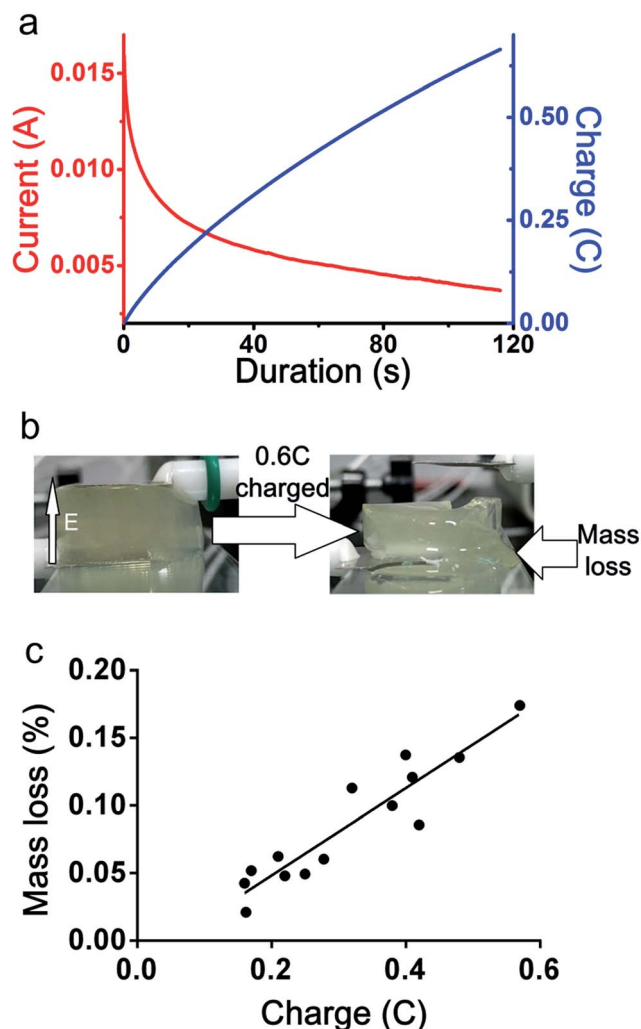 a
Current (A)
0.015
0.010
0.005
Charge (C)
0.50
0.25
0.00
0
40
80
120
Duration (s)
b
E
0.6C
charged
Mass
loss
c
Mass loss (%)
0.20
0.15
0.10
0.05
0.00
0.0
0.2
0.4
0.6
Charge (C)